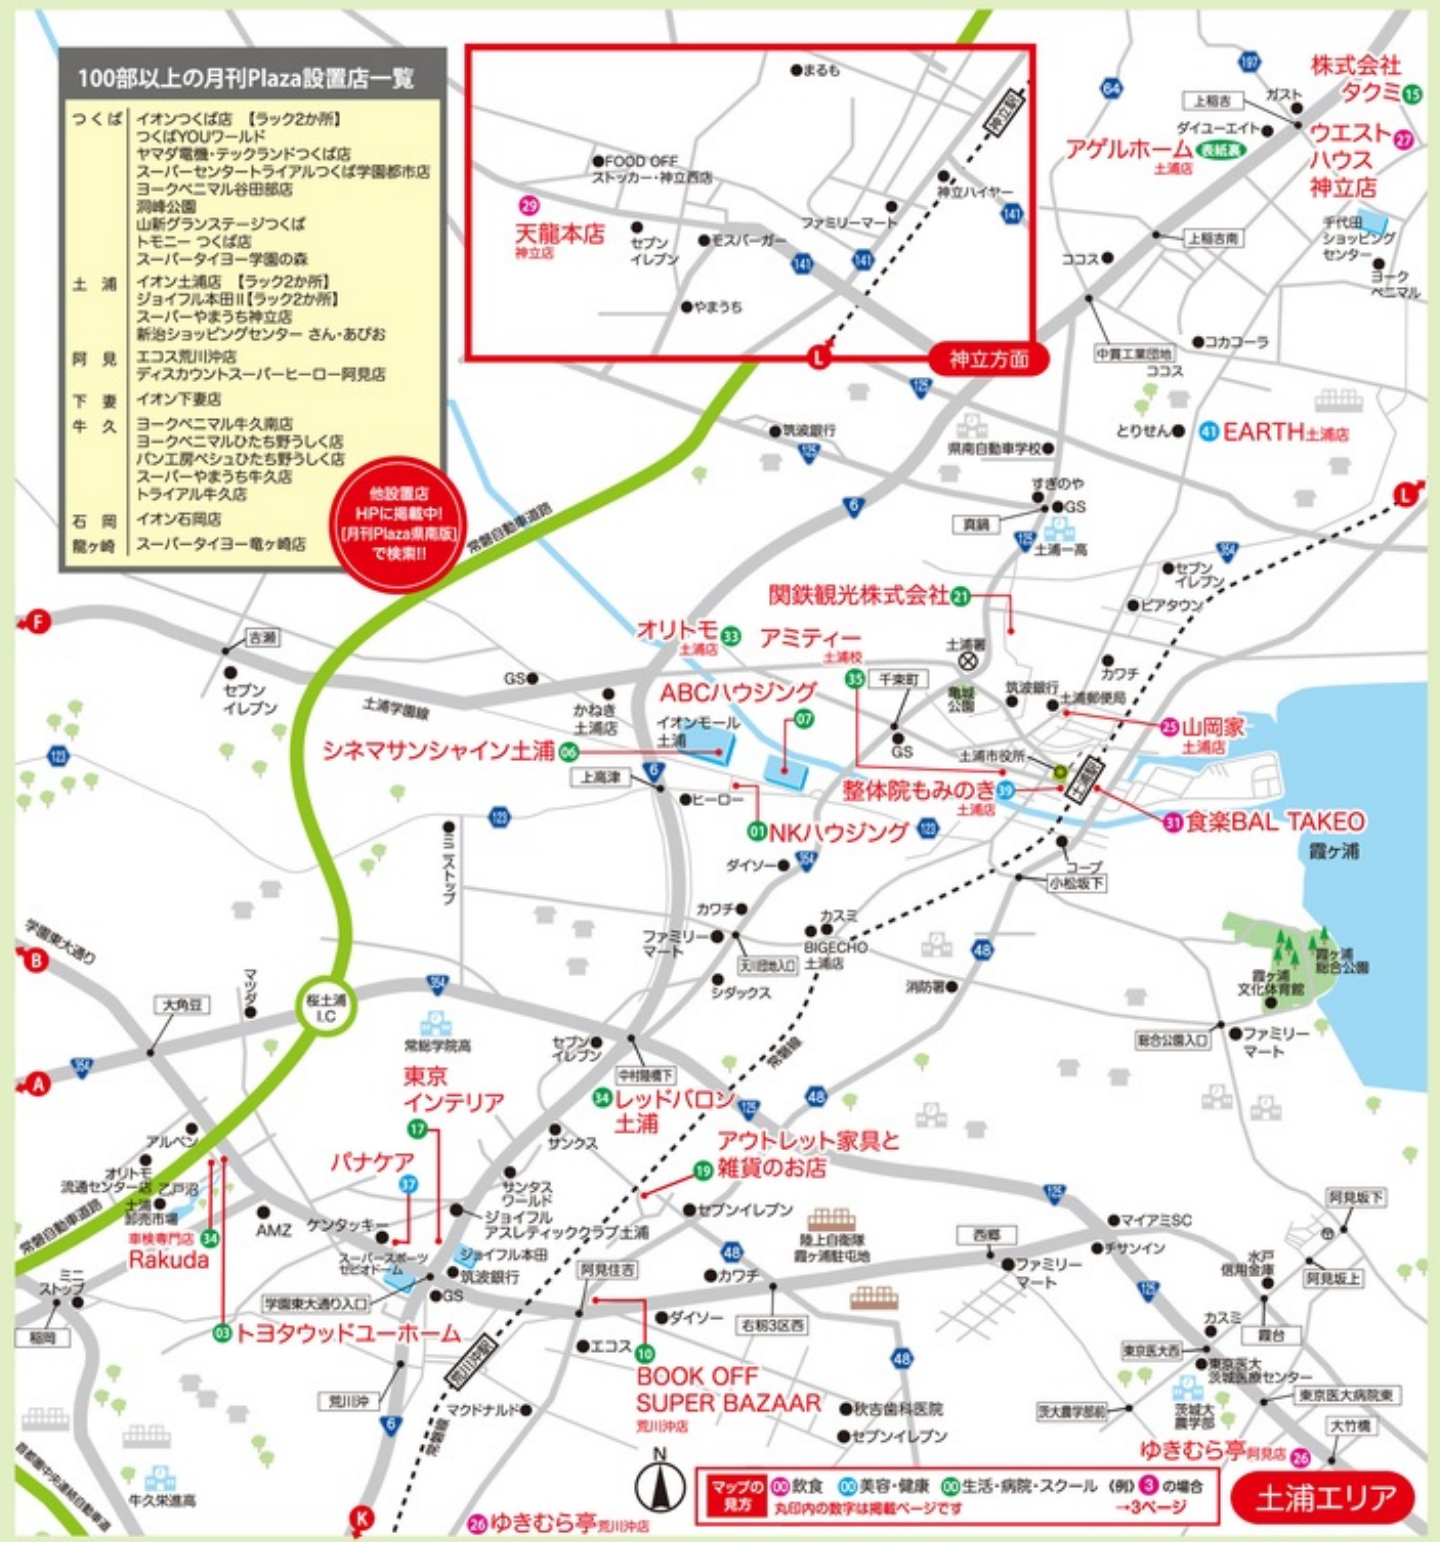 100部以上の月刊Plaza設置店一覧
つくば
イオンつくば店 【ラック2か所】
つくばYOUワールド
ヤマダ電機・テックランドつくば店
スーパーセンタートライアルつくば学園都市店
ヨークベニマル谷田部店
洞峰公園
山新グランステージつくば
トモニー つくば店
スーパータイヨー学園の森
土浦
イオン土浦店 【ラック2か所】
ジョイフル本田II【ラック2か所】
スーパーやまうち神立店
新治ショッピングセンター さん・あぴお
阿見
エコス荒川沖店
ディスカウントスーパーヒーロー阿見店
下妻
イオン下妻店
牛久
ヨークベニマル牛久南店
ヨークベニマルひたち野うしく店
パン工房ペシュひたち野うしく店
スーパーやまうち牛久店
トライアル牛久店
石岡
イオン石岡店
龍ヶ崎
スーパータイヨー竜ヶ崎店
他設置店
HPに掲載中!
[月刊Plaza県南版]
で検索!!
まるも
神立駅
FOOD OFF
ストッカー・神立西店
29
天龍本店
神立店
セブン
イレブン
モスバーガー
ファミリーマート
神立ハイヤー
141
141
141
やまうち
L
神立方面
64
197
上稲吉
ガスト
ダイユーエイト
株式会社
タクミ 15
アゲルホーム 表紙裏
土浦店
ウエスト 27
ハウス
神立店
千代田
ショッピング
センター
ヨーク
ベニマル
上稲吉南
ココス
中貫工業団地
ココス
コカコーラ
125
とりせん
41 EARTH土浦店
L
筑波銀行
125
県南自動車学校
6
すぎのや
GS
真鍋
125
土浦一高
354
セブン
イレブン
ピアタウン
常磐自動車道路
F
吉瀬
セブン
イレブン
GS
土浦学園線
かねき
土浦店
関鉄観光株式会社 21
オリトモ 33
土浦店
アミティー
土浦校
35
土浦署
千束町
カワチ
亀城
公園
筑波銀行
土浦郵便局
ABCハウジング
07
イオンモール
土浦
GS
シネマサンシャイン土浦 06
25 山岡家
土浦店
土浦市役所
土浦駅
123
上高津
6
ヒーロー
整体院もみのき 39
土浦店
01 NKハウジング
123
31 食楽BAL TAKEO
霞ヶ浦
123
ミニストップ
ダイソー
354
コープ
小松坂下
カワチ
ファミリー
マート
天川団地入口
カスミ
BIGECHO
土浦店
シダックス
48
消防署
霞ヶ浦
総合公園
霞ヶ浦
文化体育館
総合公園入口
ファミリー
マート
学園東大通り
B
大角豆
マツダ
桜土浦
I.C
354
354
A
常総学院高
セブン
イレブン
中村陸橋下
常磐線
34 レッドバロン
土浦
125
48
東京
インテリア
17
サンクス
アウトレット家具と
19 雑貨のお店
アルペン
オリトモ
流通センター店
乙戸沼
土浦
卸売市場
常磐自動車道路
車検専門店 34
Rakuda
AMZ
パナケア
37
ケンタッキー
サンタス
ワールド
ジョイフル
アスレティッククラブ土浦
セブンイレブン
陸上自衛隊
霞ヶ浦駐屯地
スーパースポーツ
ゼビオドーム
ジョイフル本田
筑波銀行
GS
学園東大通り入口
阿見住吉
48
カワチ
西郷
ファミリー
マート
125
マイアミSC
チサンイン
阿見坂下
水戸
信用金庫
阿見坂上
ミニ
ストップ
稲岡
03 トヨタウッドユーホーム
荒川沖駅
エコス
ダイソー
右籾3区西
125
カスミ
霞台
東京医大西
東京医大
茨城医療センター
東京医大病院東
10
BOOK OFF
SUPER BAZAAR
荒川沖店
48
荒川沖
6
マクドナルド
常磐線
秋吉歯科医院
セブンイレブン
茨大農学部前
茨城大
農学部
大竹橋
ゆきむら亭阿見店 26
首都圏中央連絡自動車道
牛久栄進高
K
26 ゆきむら亭荒川沖店
N
マップの
見方
00 飲食 00 美容・健康 00 生活・病院・スクール 《例》 3 の場合
丸印内の数字は掲載ページです →3ページ
土浦エリア